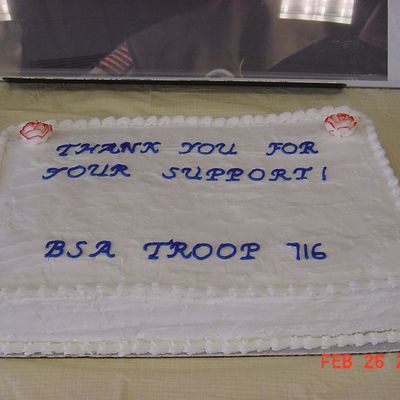 THANK YOU FOR
YOUR SUPPORT!
BSA TROOP 716
FEB 26